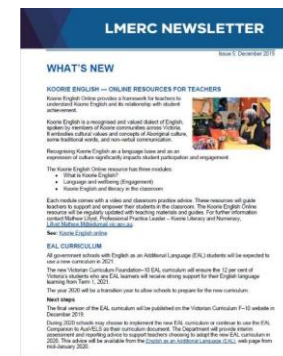 LMERC NEWSLETTER
Issue 5: December 2019
WHAT'S NEW
KOORIE ENGLISH — ONLINE RESOURCES FOR TEACHERS
Koorie English Online provides a framework for teachers to
understand Koorie English and its relationship with student
achievement.
Koorie English is a recognised and valued dialect of English,
spoken by members of Koorie communities across Victoria.
It embodies cultural values and concepts of Aboriginal culture,
some traditional words, and non-verbal communication.
Recognising Koorie English as a language base and as an
expression of culture significantly impacts student participation and engagement
The Koorie English Online resource has three modules:
• What is Koorie English?
• Language and wellbeing (Engagement)
• Koorie English and literacy in the classroom
Each module comes with a video and classroom practice advice. These resources will guide
teachers to support and empower their students in the classroom. The Koorie English Online
resource will be regularly updated with teaching materials and guides. For further information
contact Mathew Lillyst, Professional Practice Leader – Koorie Literacy and Numeracy,
See: Koorie English online
EAL CURRICULUM
All government schools with English as an Additional Language (EAL) students will be expected to
use a new curriculum in 2021.
The new Victorian Curriculum Foundation–10 EAL curriculum will ensure the 12 per cent of
Victoria's students who are EAL learners will receive strong support for their English language
learning from Term 1, 2021.
The year 2020 will be a transition year to allow schools to prepare for the new curriculum.
Next steps
The final version of the EAL curriculum will be published on the Victorian Curriculum F–10 website in
December 2019.
During 2020 schools may choose to implement the new EAL curriculum or continue to use the EAL
Companion to AusVELS as their curriculum document. The Department will provide interim
assessment and reporting advice to support teachers choosing to adopt the new EAL curriculum in
2020. This advice will be available from the English as an Additional Language (EAL) web page from
mid-January 2020.